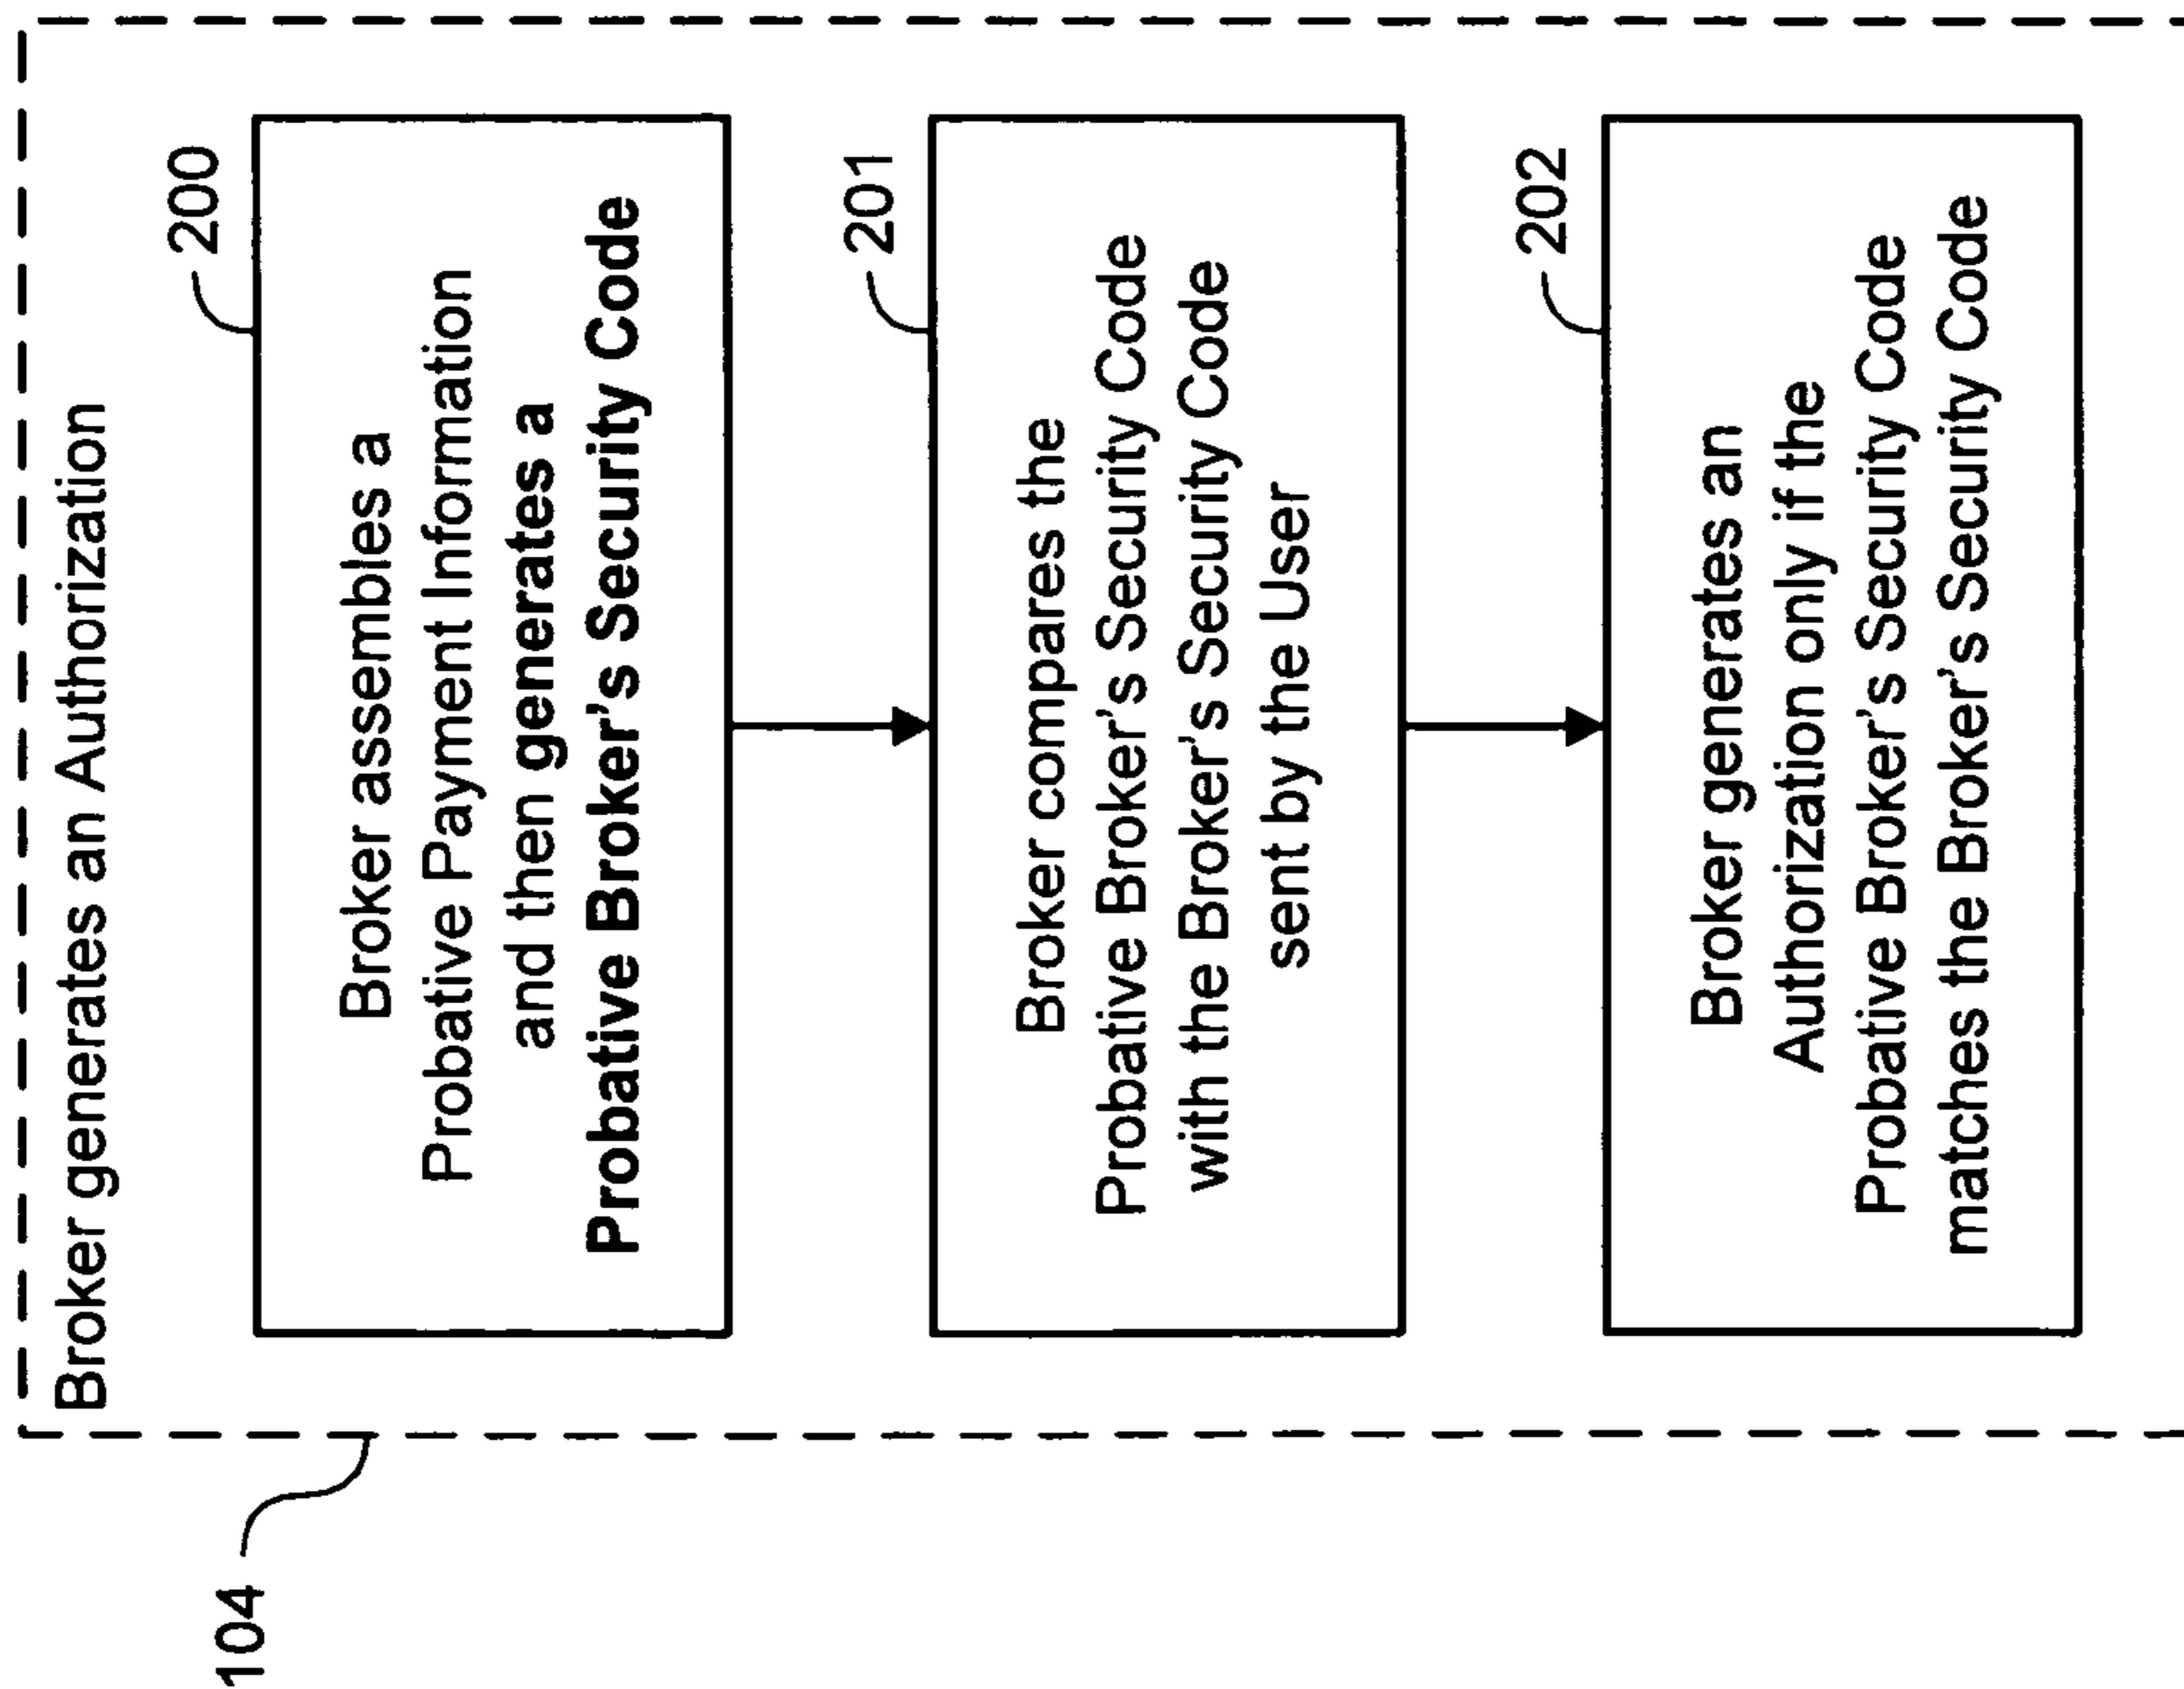 104
Broker generates an Authorization
200
Broker assembles a
Probative Payment Information
and then generates a
Probative Broker's Security Code
201
Broker compares the
Probative Broker's Security Code
with the Broker's Security Code
sent by the User
202
Broker generates an
Authorization only if the
Probative Broker's Security Code
matches the Broker's Security Code